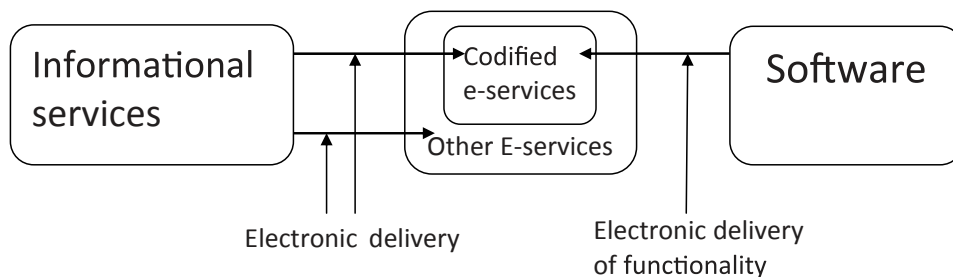 Informational
services
Codified
e-services
Other E-services
Software
Electronic delivery
Electronic delivery
of functionality